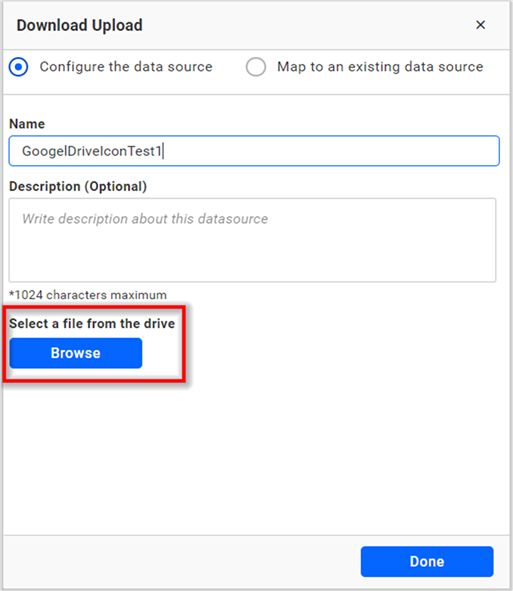 Download Upload
Configure the data source Map to an existing data source
Name
GoogelDriveIconTest1
Description (Optional)
Write description about this datasource
*1024 characters maximum
Select a file from the drive
Browse
Done